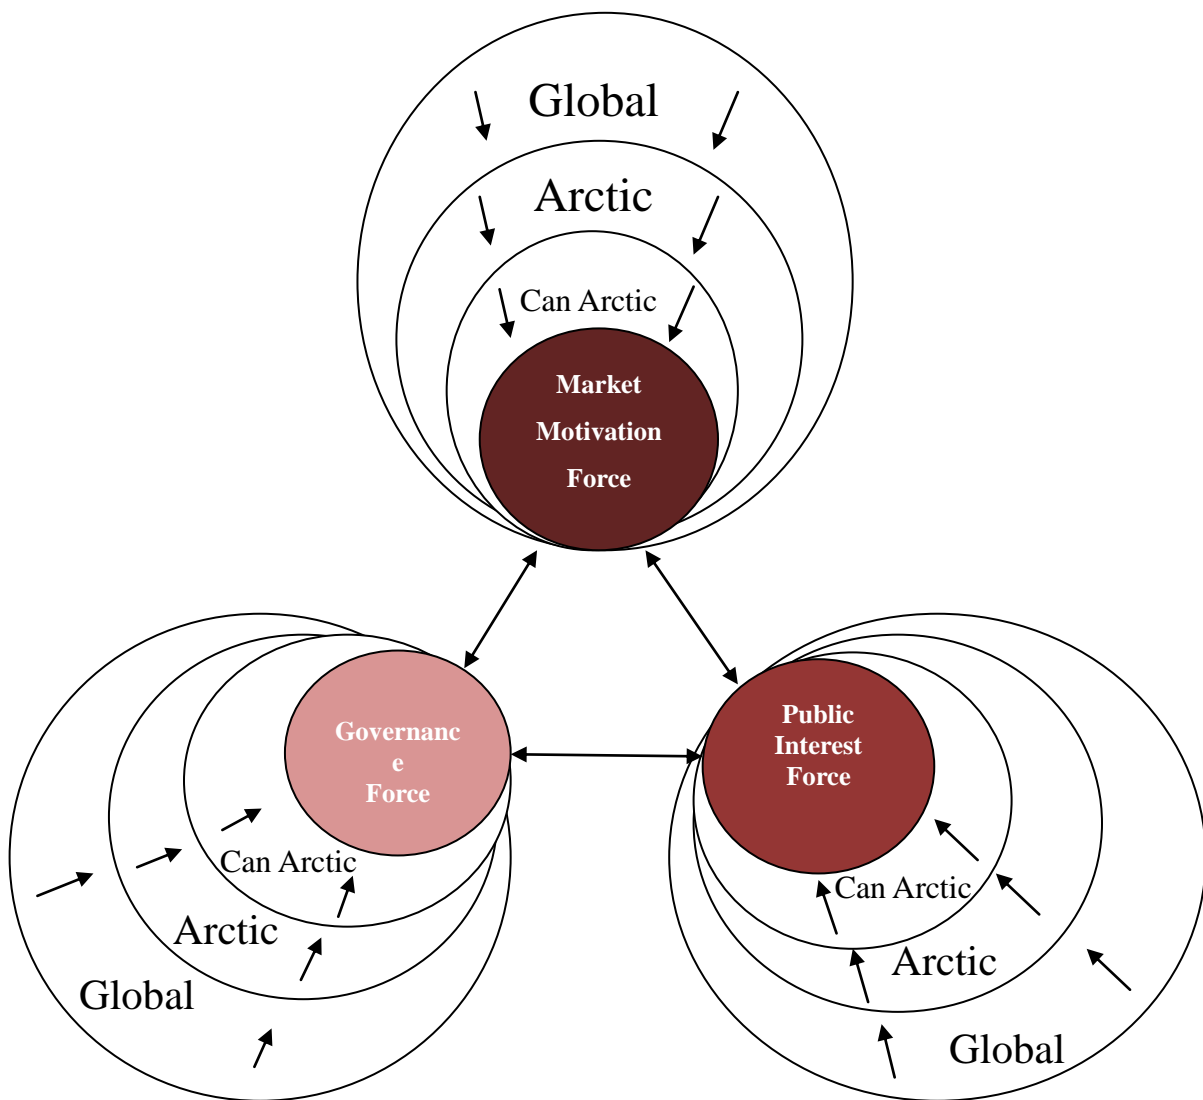 Global
Arctic
Can Arctic
Market
Motivation
Force
Governanc
e
Force
Can Arctic
Arctic
Global
Public
Interest
Force
Can Arctic
Arctic
Global